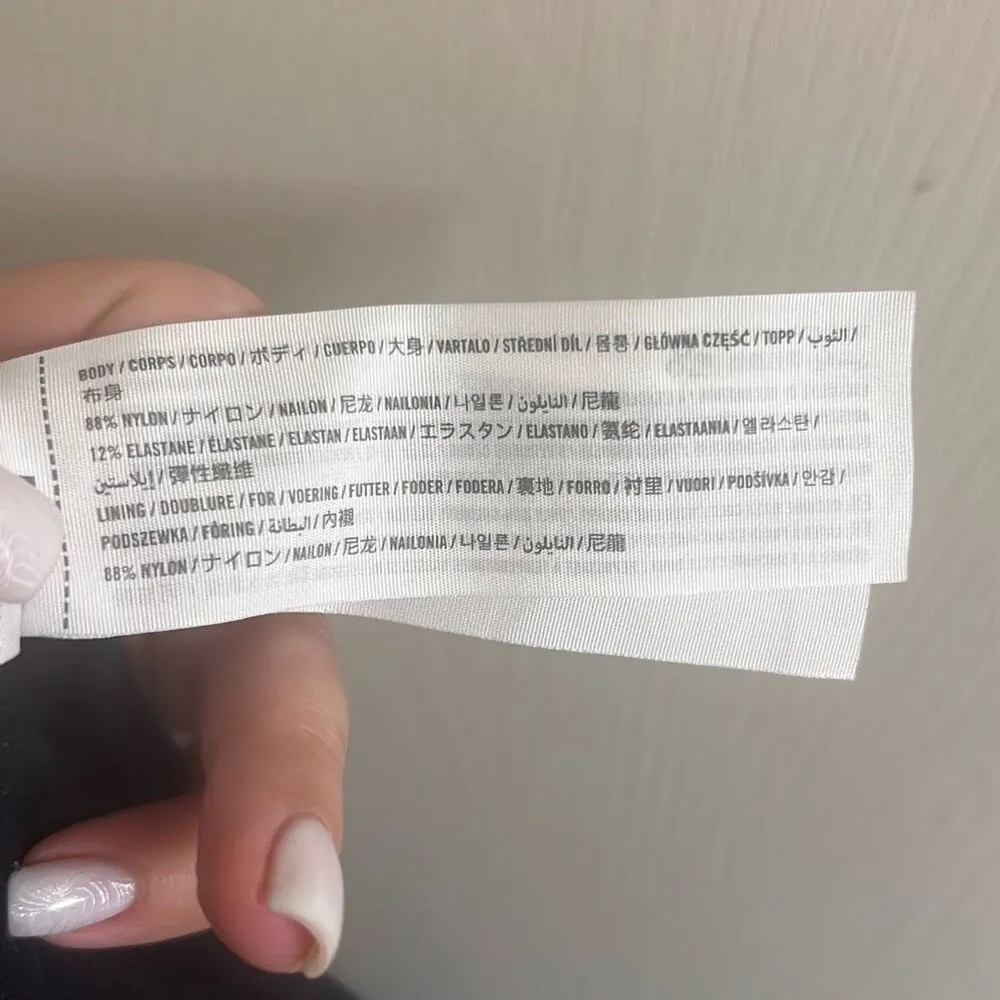 BODY / CORPS / CORPO / ボディ / CUERPO / 大身 / VARTALO / STŘEDNÍ DÍL / 몸통 / GŁÓWNA CZĘŚĆ / TOPP / الثوب /
布身
88% NYLON / ナイロン / NAILON / 尼龙 / NAILONIA / 나일론 / النايلون / 尼龍
12% ELASTANE / ÉLASTANE / ELASTAN / ELASTAAN / エラスタン / ELASTANO / 氨纶 / ELASTAANIA / 엘라스탄 /
إيلاستين / 彈性纖维
LINING / DOUBLURE / FOR / VOERING / FUTTER / FODER / FODERA / 裏地 / FORRO / 衬里 / VUORI / PODŠÍVKA / 안감 /
PODSZEWKA / FÔRING / البطانة / 內襯
88% NYLON / ナイロン / NAILON / 尼龙 / NAILONIA / 나일론 / النايلون / 尼龍